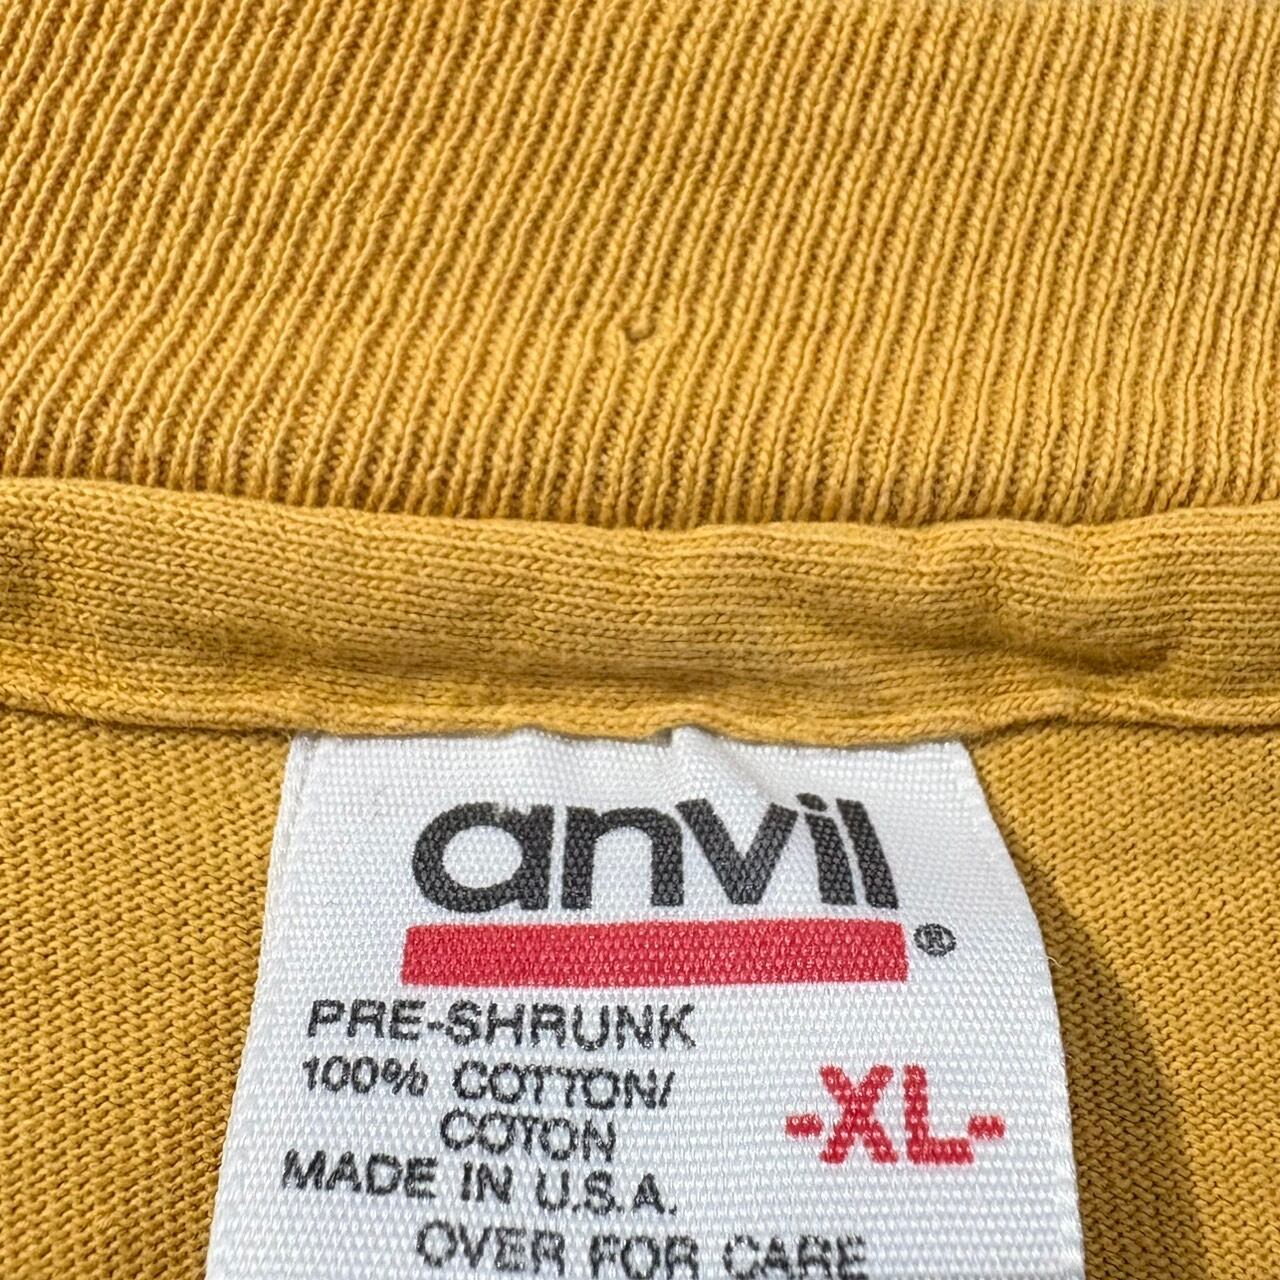 anvil®
PRE-SHRUNK
100% COTTON/
COTON
-XL-
MADE IN U.S.A.
OVER FOR CARE